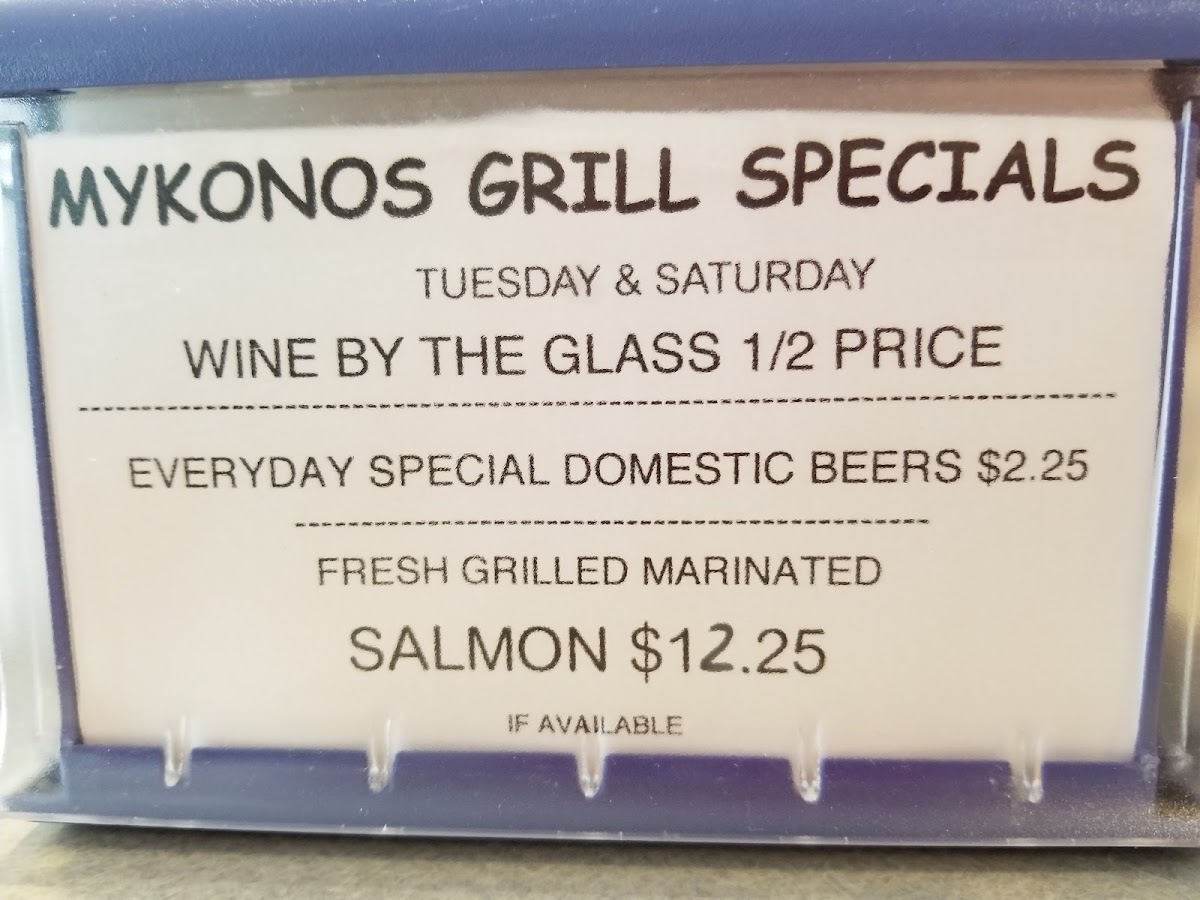 MYKONOS GRILL SPECIALS
TUESDAY & SATURDAY
WINE BY THE GLASS 1/2 PRICE
EVERYDAY SPECIAL DOMESTIC BEERS $2.25
FRESH GRILLED MARINATED
SALMON $12.25
IF AVAILABLE